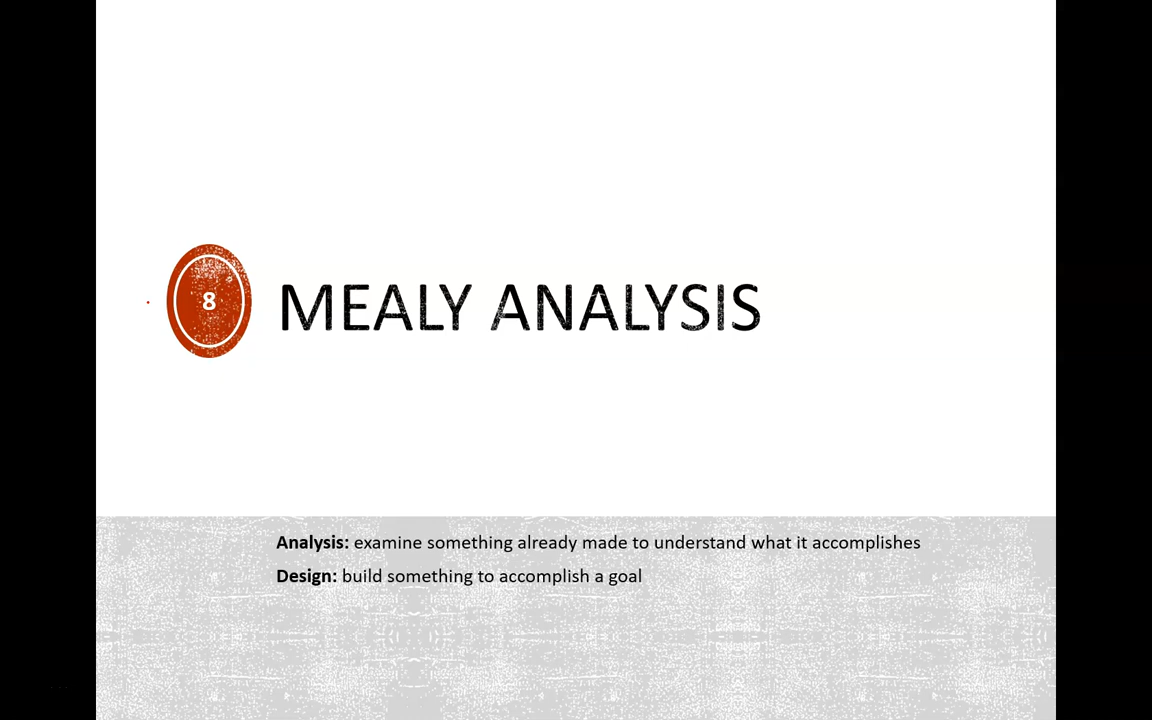 8
MEALY ANALYSIS
Analysis: examine something already made to understand what it accomplishes
Design: build something to accomplish a goal